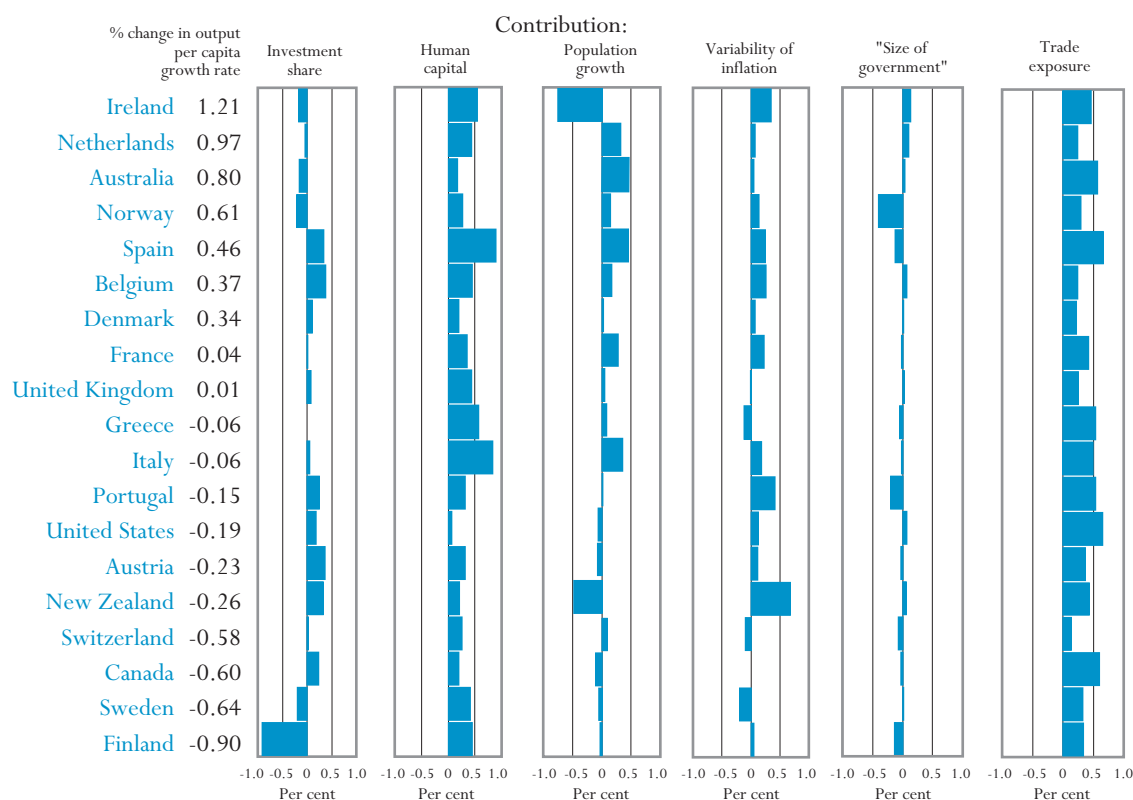 Contribution:
% change in output
per capita
growth rate
Investment
share
Human
capital
Population
growth
Variability of
inflation
"Size of
government"
Trade
exposure
Ireland 1.21
Netherlands 0.97
Australia 0.80
Norway 0.61
Spain 0.46
Belgium 0.37
Denmark 0.34
France 0.04
United Kingdom 0.01
Greece -0.06
Italy -0.06
Portugal -0.15
United States -0.19
Austria -0.23
New Zealand -0.26
Switzerland -0.58
Canada -0.60
Sweden -0.64
Finland -0.90
-1.0 -0.5 0 0.5 1.0 -1.0 -0.5 0 0.5 1.0 -1.0 -0.5 0 0.5 1.0 -1.0 -0.5 0 0.5 1.0 -1.0 -0.5 0 0.5 1.0 -1.0 -0.5 0 0.5 1.0
Per cent Per cent Per cent Per cent Per cent Per cent